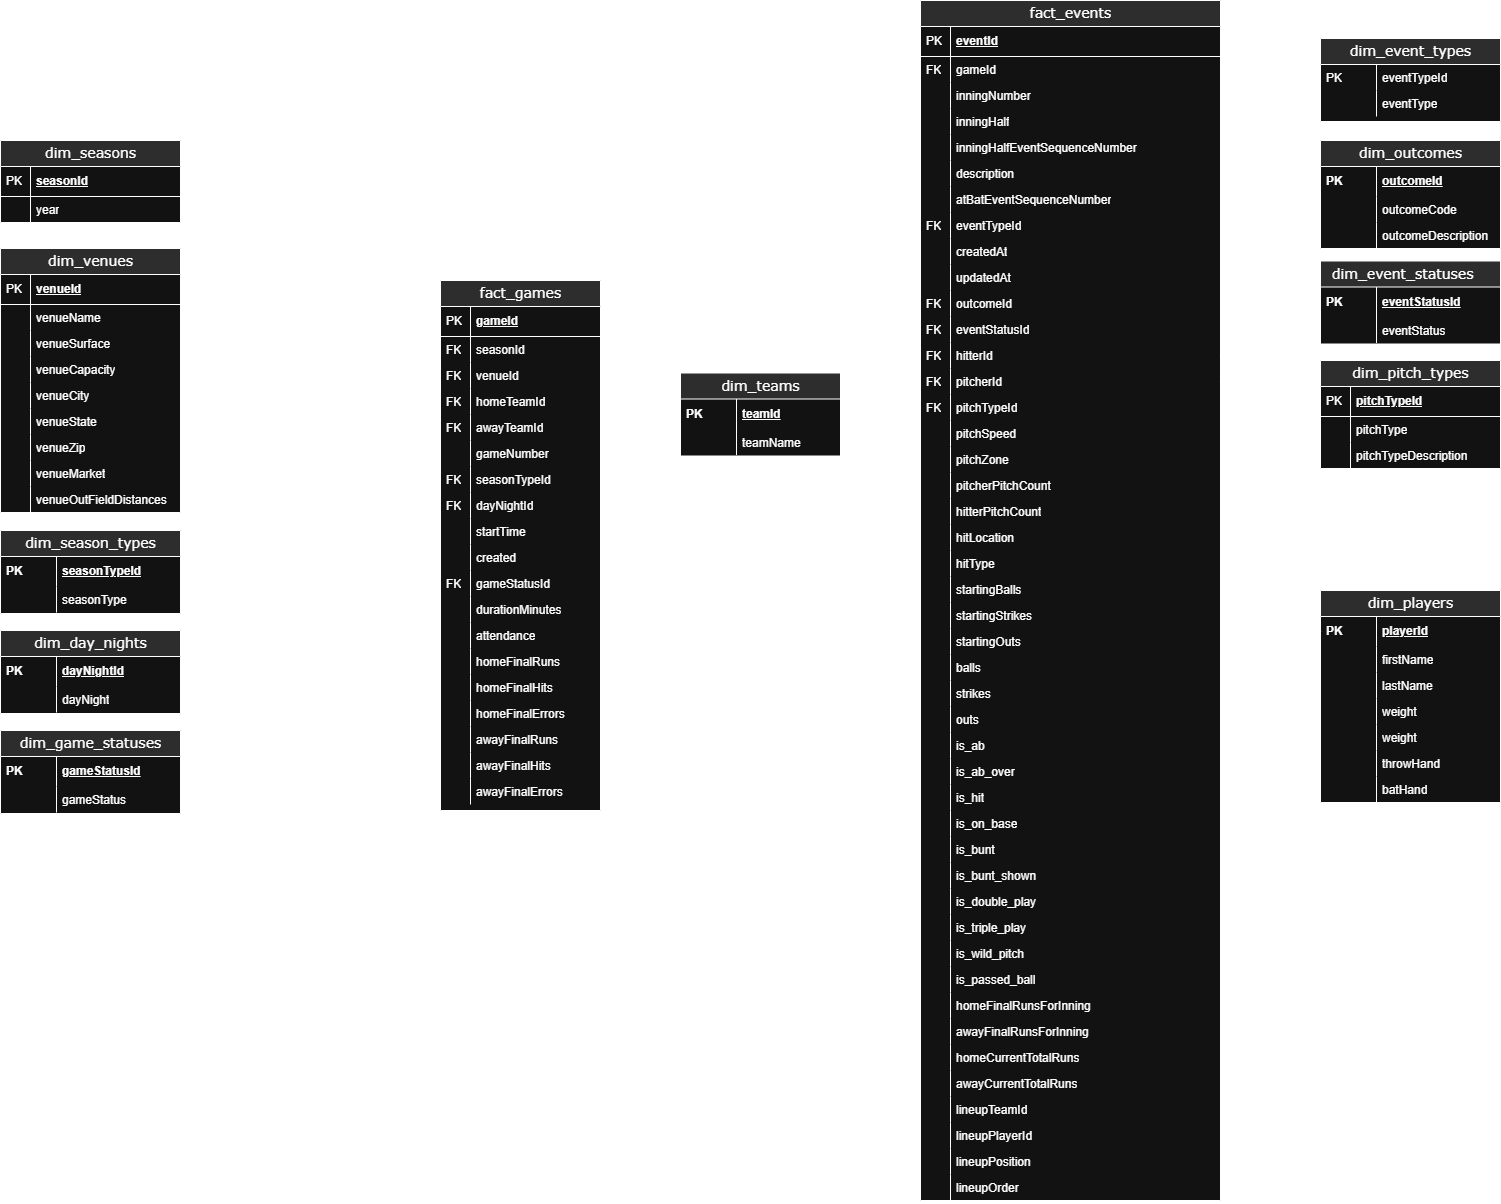 dim_seasons
PK seasonId
year
dim_venues
PK venueId
venueName
venueSurface
venueCapacity
venueCity
venueState
venueZip
venueMarket
venueOutFieldDistances
dim_season_types
PK seasonTypeId
seasonType
dim_day_nights
PK dayNightId
dayNight
dim_game_statuses
PK gameStatusId
gameStatus
fact_games
PK gameId
FK seasonId
FK venueId
FK homeTeamId
FK awayTeamId
gameNumber
FK seasonTypeId
FK dayNightId
startTime
created
FK gameStatusId
durationMinutes
attendance
homeFinalRuns
homeFinalHits
homeFinalErrors
awayFinalRuns
awayFinalHits
awayFinalErrors
dim_teams
PK teamId
teamName
fact_events
PK eventId
FK gameId
inningNumber
inningHalf
inningHalfEventSequenceNumber
description
atBatEventSequenceNumber
FK eventTypeId
createdAt
updatedAt
FK outcomeId
FK eventStatusId
FK hitterId
FK pitcherId
FK pitchTypeId
pitchSpeed
pitchZone
pitcherPitchCount
hitterPitchCount
hitLocation
hitType
startingBalls
startingStrikes
startingOuts
balls
strikes
outs
is_ab
is_ab_over
is_hit
is_on_base
is_bunt
is_bunt_shown
is_double_play
is_triple_play
is_wild_pitch
is_passed_ball
homeFinalRunsForInning
awayFinalRunsForInning
homeCurrentTotalRuns
awayCurrentTotalRuns
lineupTeamId
lineupPlayerId
lineupPosition
lineupOrder
dim_event_types
PK eventTypeId
eventType
dim_outcomes
PK outcomeId
outcomeCode
outcomeDescription
dim_event_statuses
PK eventStatusId
eventStatus
dim_pitch_types
PK pitchTypeId
pitchType
pitchTypeDescription
dim_players
PK playerId
firstName
lastName
weight
weight
throwHand
batHand